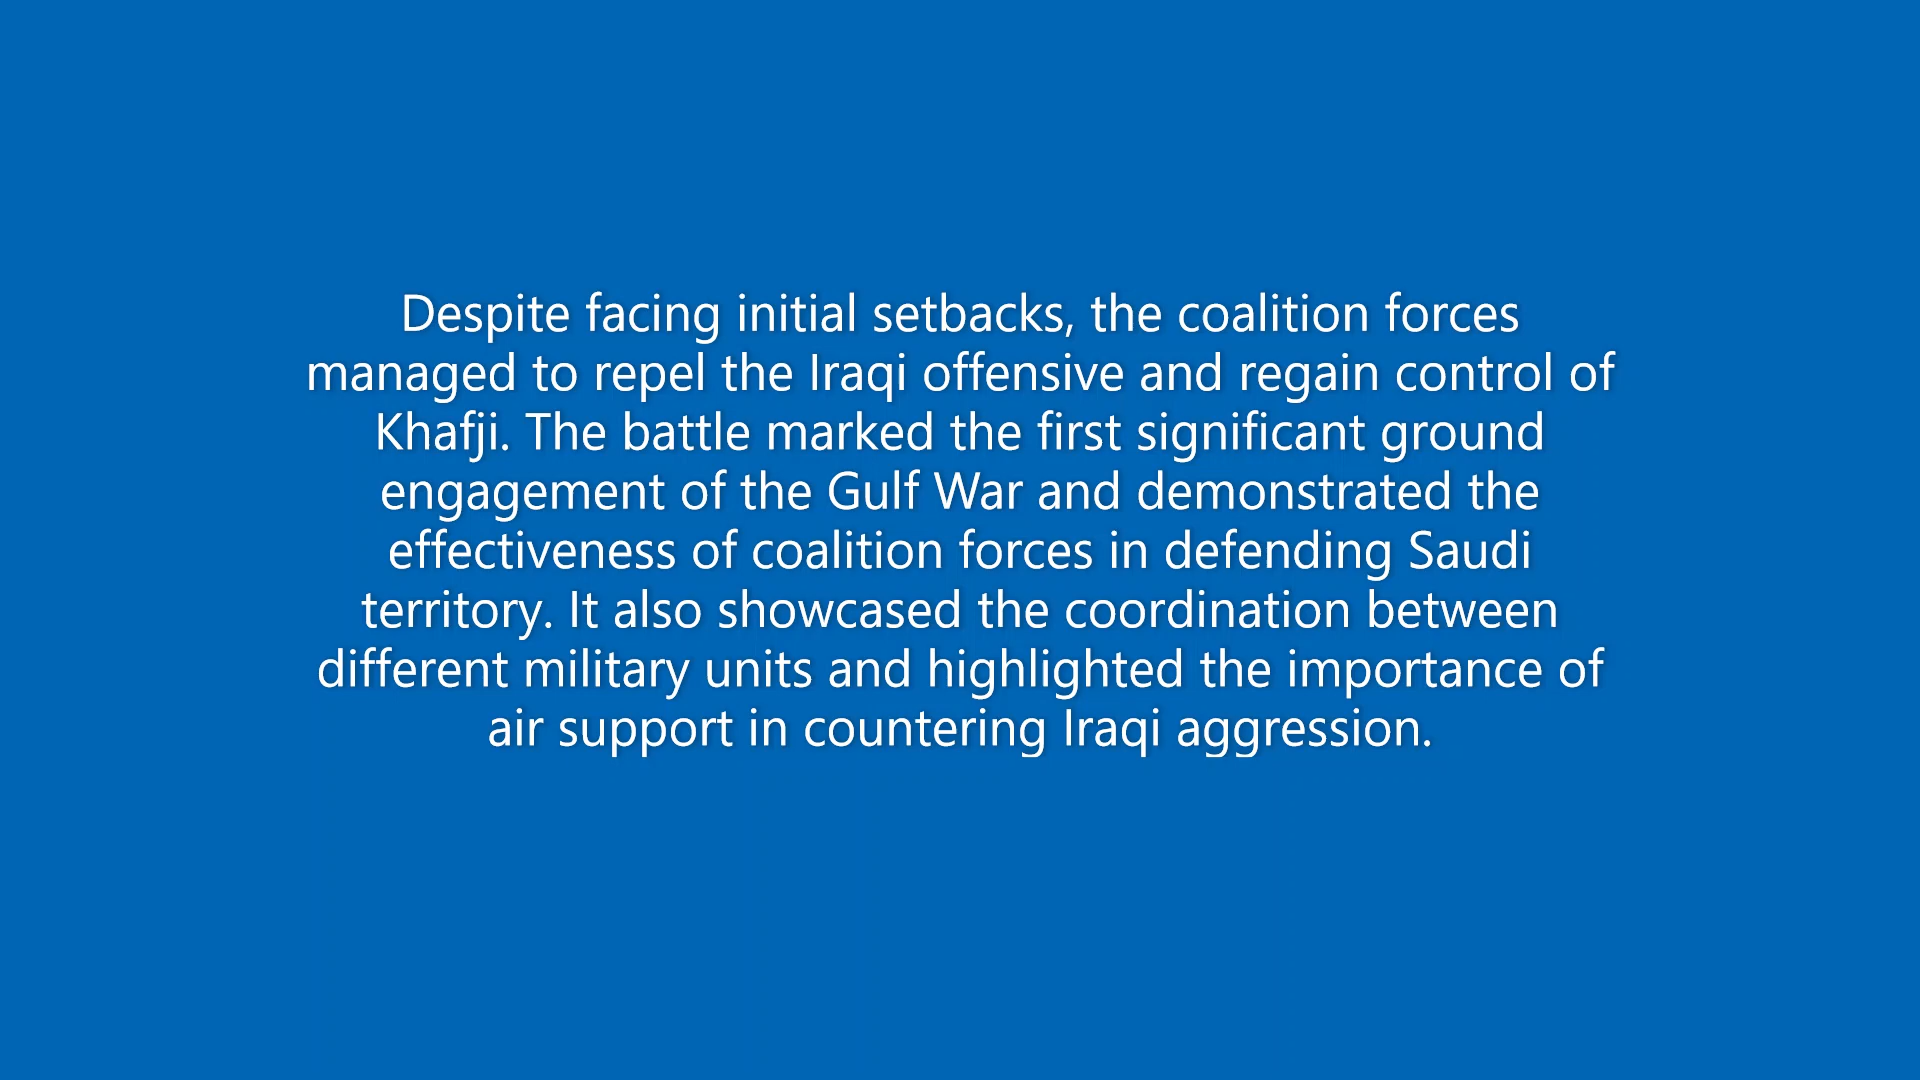 Despite facing initial setbacks, the coalition forces
managed to repel the Iraqi offensive and regain control of
Khafji. The battle marked the first significant ground
engagement of the Gulf War and demonstrated the
effectiveness of coalition forces in defending Saudi
territory. It also showcased the coordination between
different military units and highlighted the importance of
air support in countering Iraqi aggression.